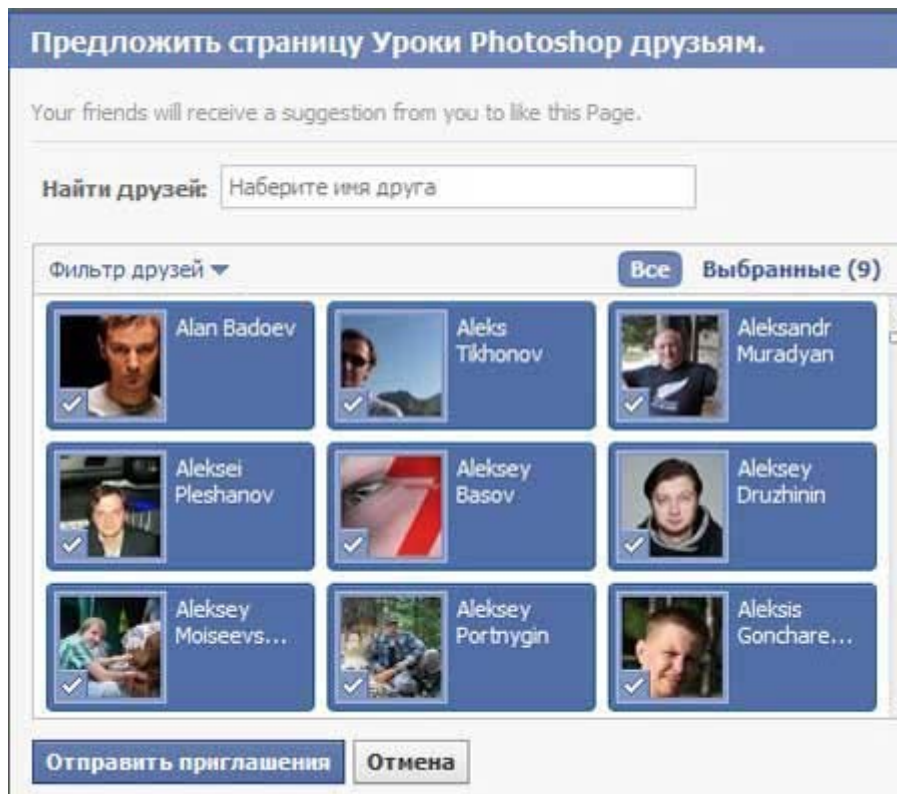 Предложить страницу Уроки Photoshop друзьям.
Your friends will receive a suggestion from you to like this Page.
Найти друзей: Наберите имя друга
Фильтр друзей Все Выбранные (9)
Alan Badoev
Aleks
Tikhonov
Aleksandr
Muradyan
Aleksei
Pleshanov
Aleksey
Basov
Aleksey
Druzhinin
Aleksey
Moiseevs...
Aleksey
Portnygin
Aleksis
Gonchare...
Отправить приглашения Отмена